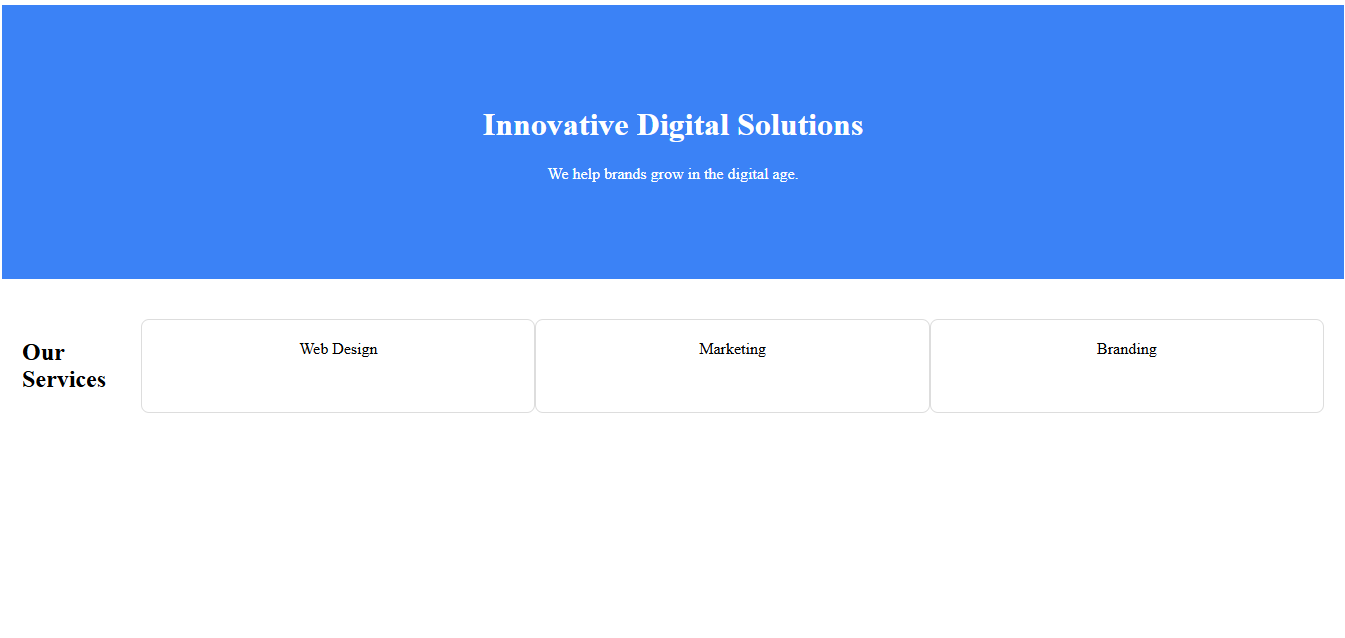 Innovative Digital Solutions
We help brands grow in the digital age.
Our
Services
Web Design
Marketing
Branding